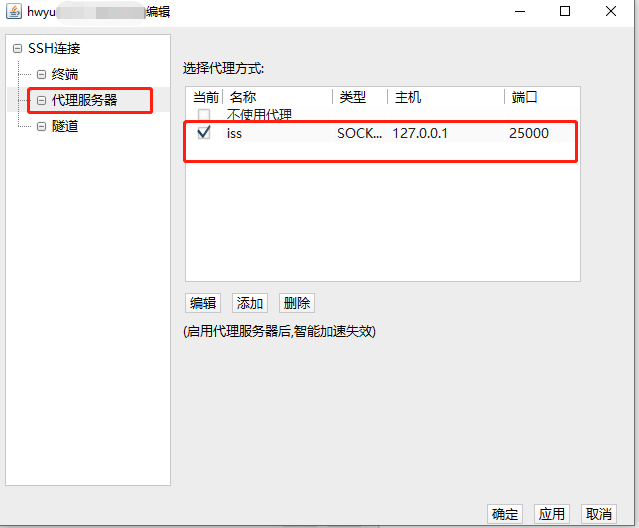 hwyu 编辑
SSH连接
终端
代理服务器
隧道
选择代理方式:
当前 名称 类型 主机 端口
不使用代理
iss SOCK... 127.0.0.1 25000
编辑 添加 删除
(启用代理服务器后,智能加速失效)
确定 应用 取消